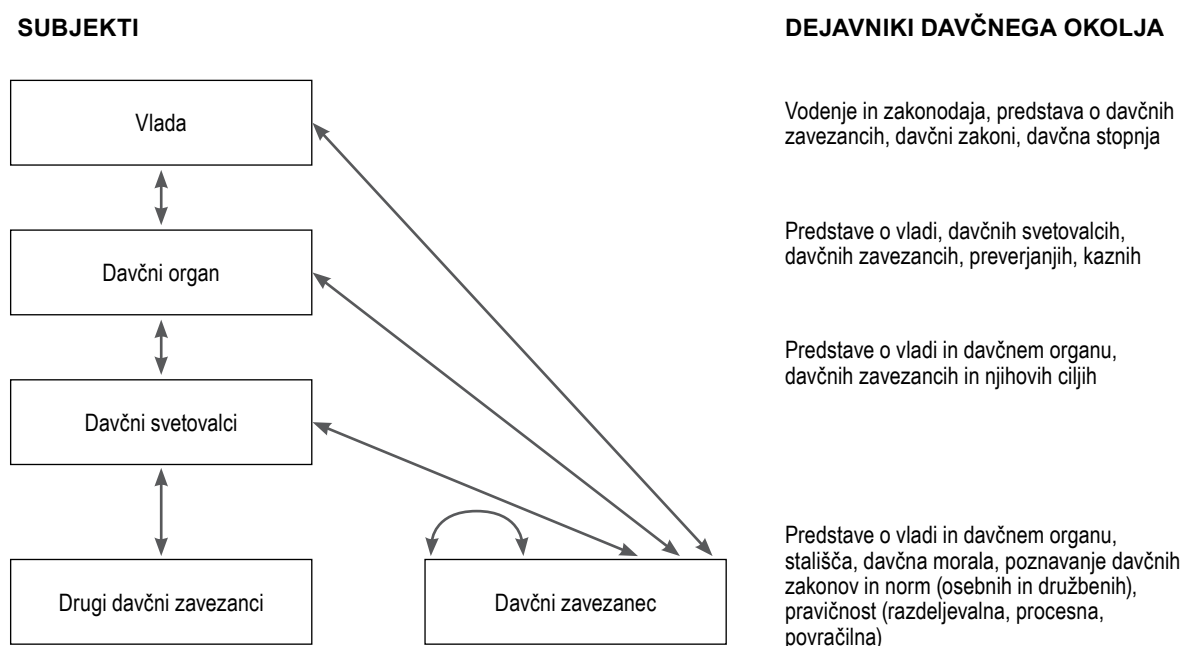 SUBJEKTI
DEJAVNIKI DAVČNEGA OKOLJA
Vlada
Vodenje in zakonodaja, predstava o davčnih
zavezancih, davčni zakoni, davčna stopnja
Davčni organ
Predstave o vladi, davčnih svetovalcih,
davčnih zavezancih, preverjanjih, kaznih
Davčni svetovalci
Predstave o vladi in davčnem organu,
davčnih zavezancih in njihovih ciljih
Drugi davčni zavezanci
Davčni zavezanec
Predstave o vladi in davčnem organu,
stališča, davčna morala, poznavanje davčnih
zakonov in norm (osebnih in družbenih),
pravičnost (razdeljevalna, procesna,
povračilna)